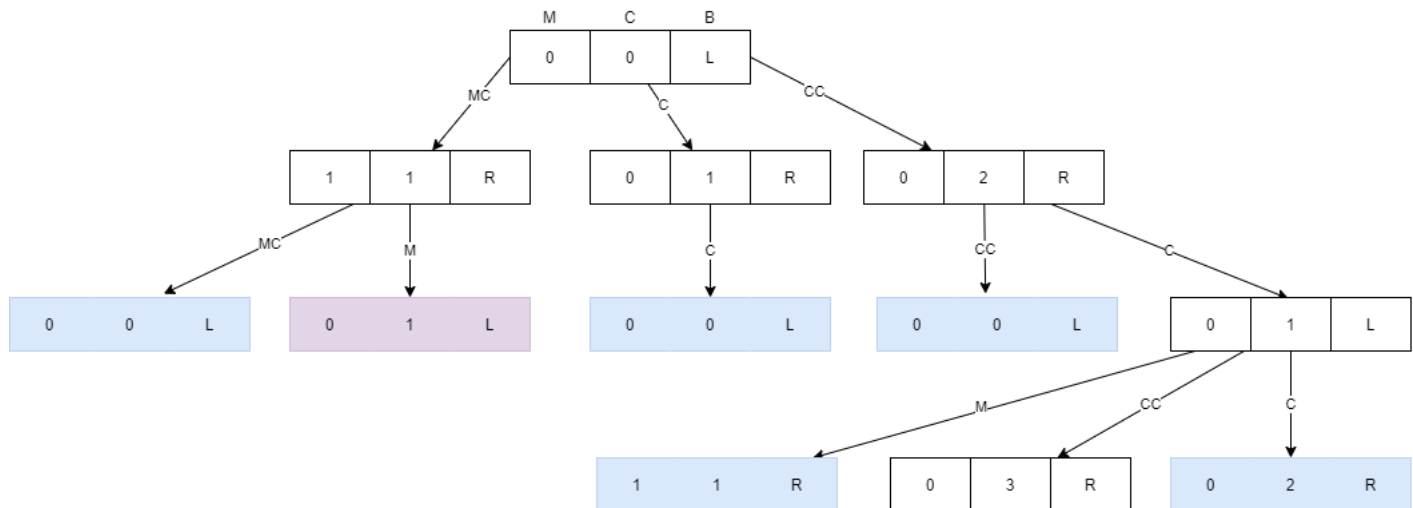 M C B
0 0 L
MC C CC
1 1 R 0 1 R 0 2 R
MC M C CC C
0 0 L 0 1 L 0 0 L 0 0 L 0 1 L
M CC C
1 1 R 0 3 R 0 2 R